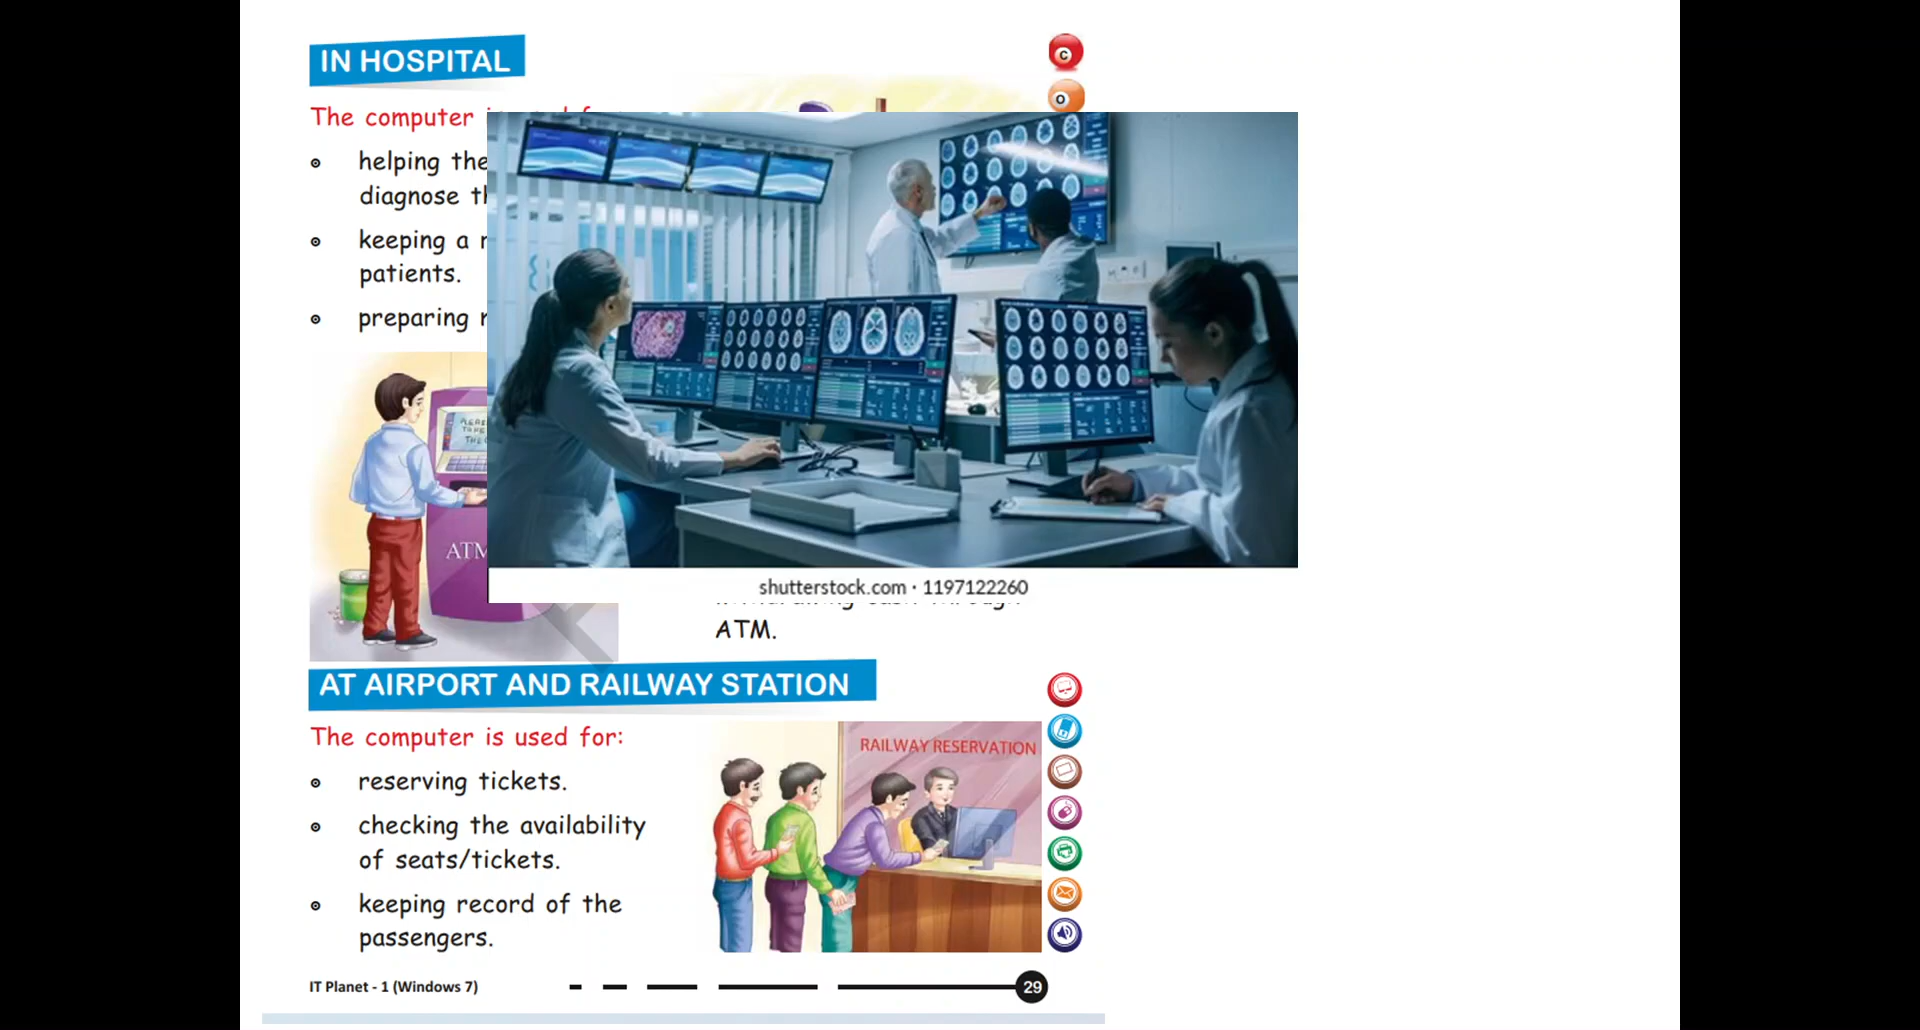 IN HOSPITAL
C
O
The computer
helping the
diagnose
keeping a
patients.
preparing
ATM
shutterstock.com · 1197122260
ATM.
AT AIRPORT AND RAILWAY STATION
The computer is used for:
reserving tickets.
checking the availability
of seats/tickets.
keeping record of the
passengers.
RAILWAY RESERVATION
IT Planet - 1 (Windows 7)
29